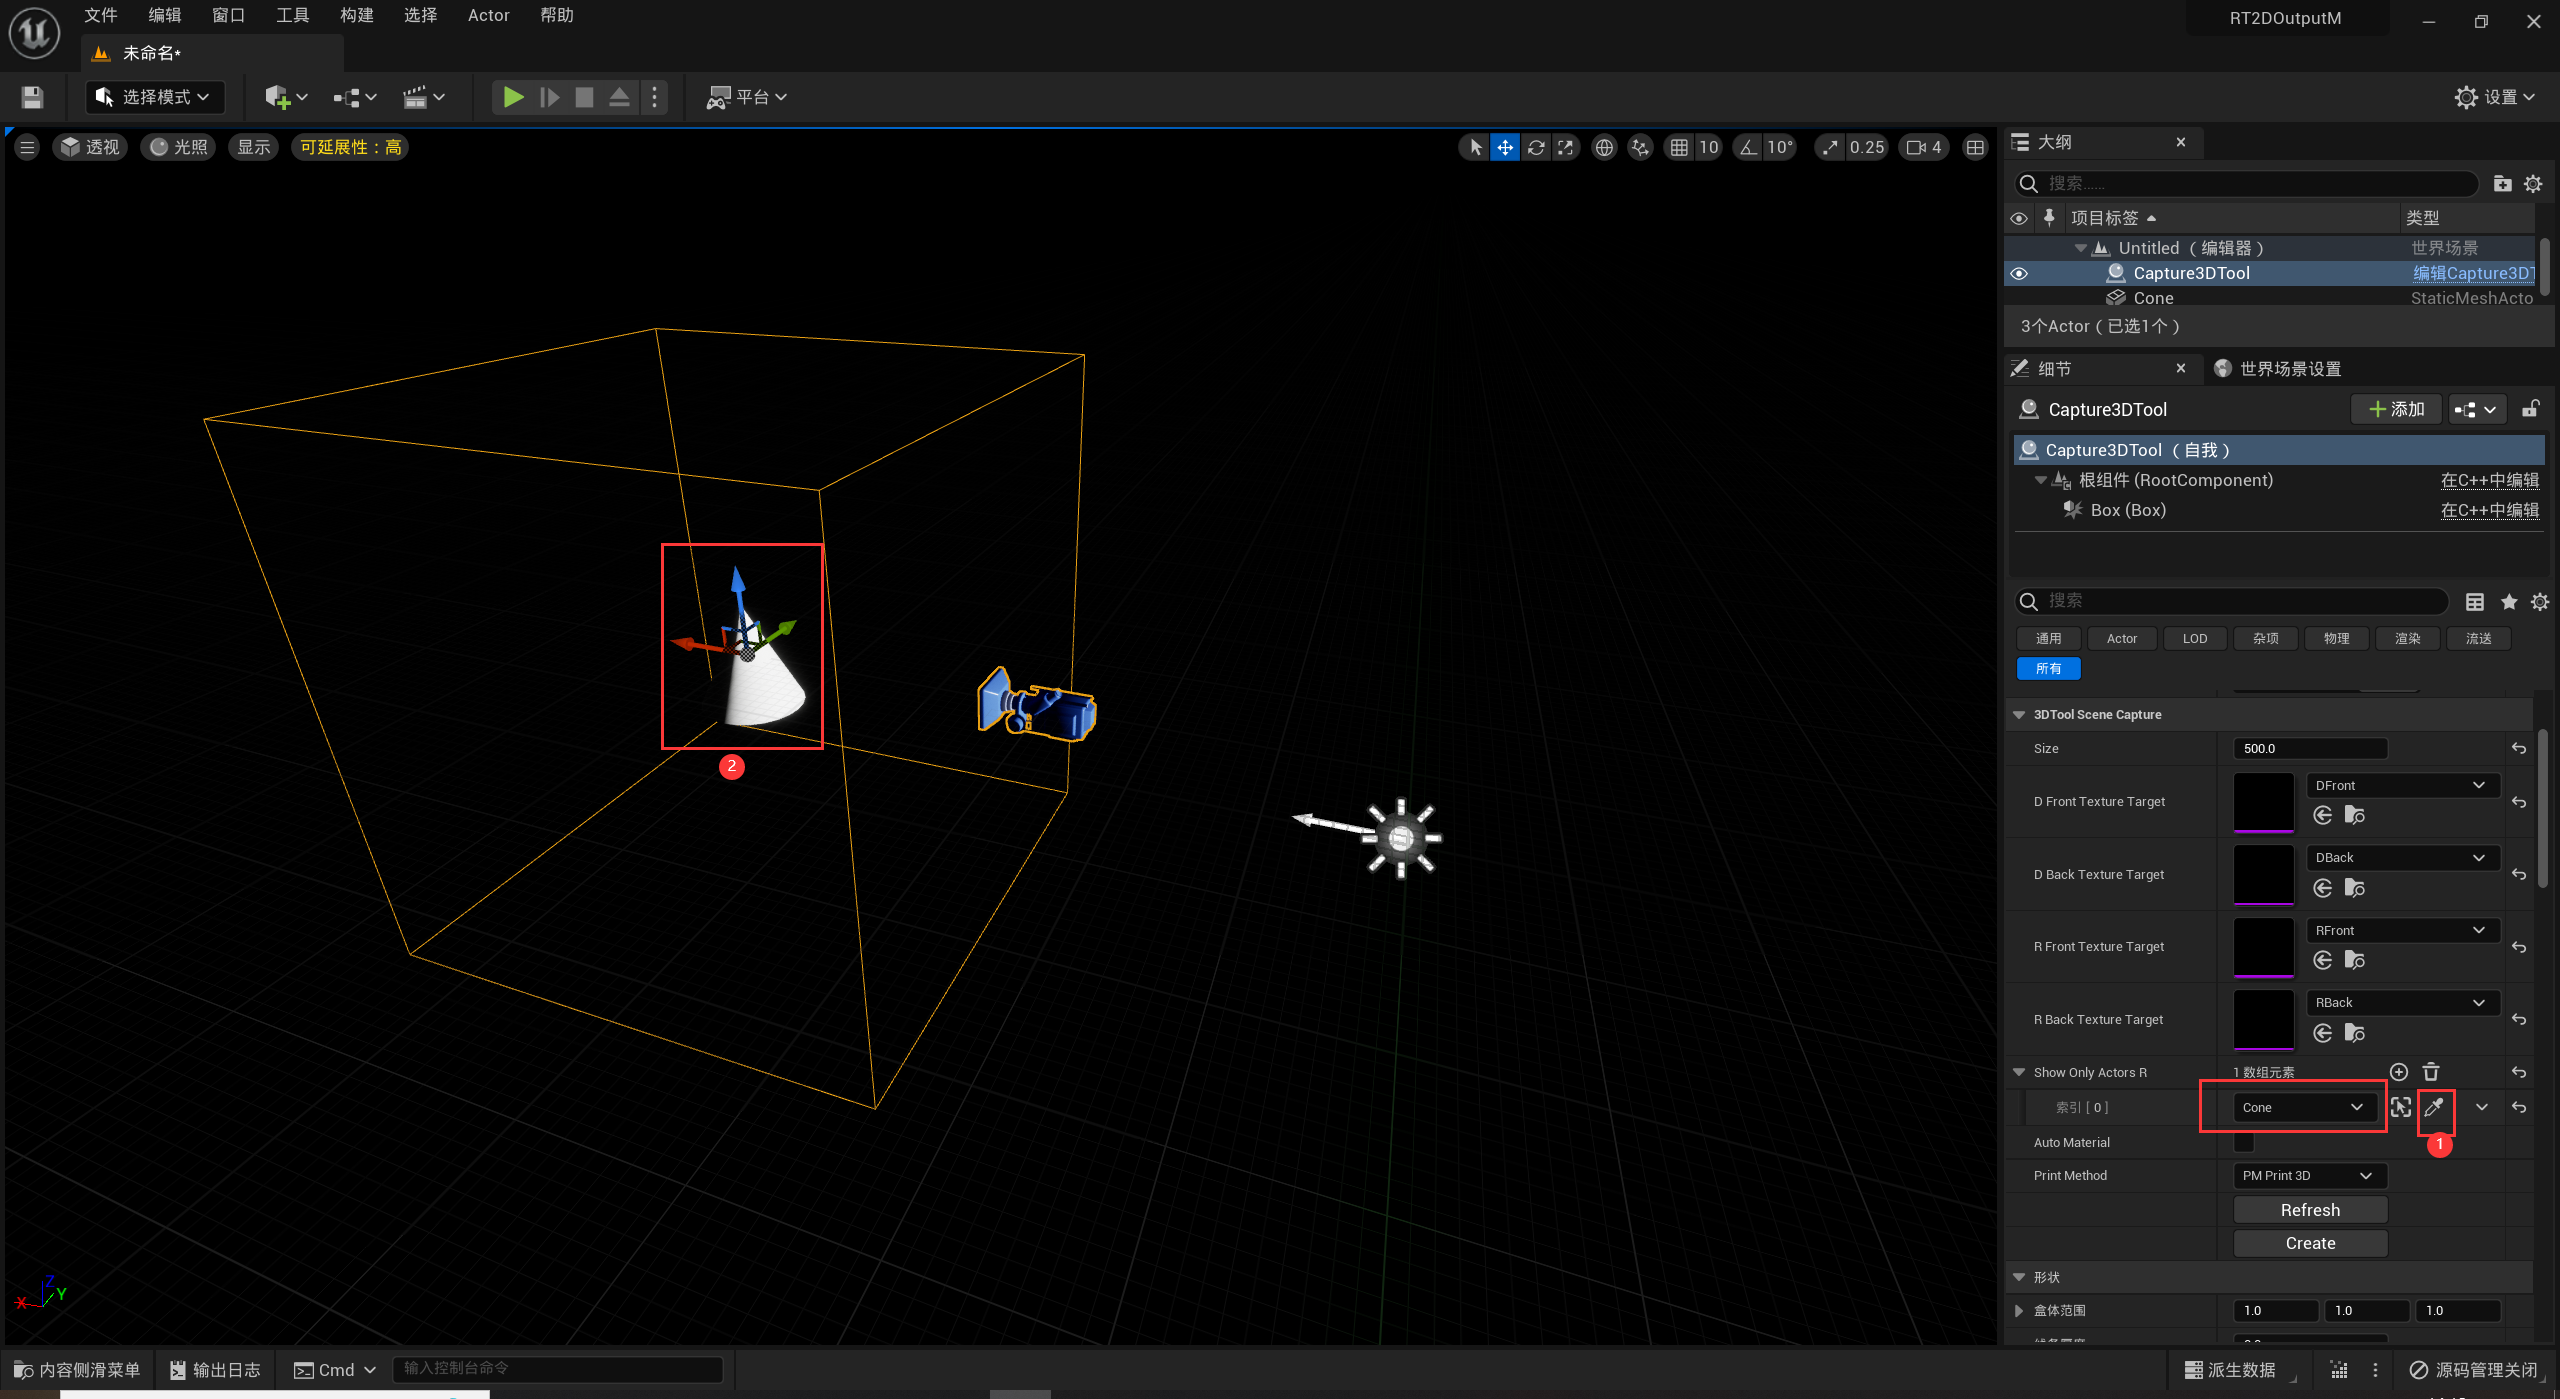 文件 编辑 窗口 工具 构建 选择 Actor 帮助
RT2DOutputM
未命名*
选择模式
平台
设置
透视 光照 显示 可延展性：高
10 10° 0.25 4
大纲
搜索......
项目标签 类型
Untitled（编辑器） 世界场景
Capture3DTool 编辑Capture3DT
Cone StaticMeshActo
3个Actor（已选1个）
细节 世界场景设置
Capture3DTool 添加
Capture3DTool（自我）
根组件 (RootComponent) 在C++中编辑
Box (Box) 在C++中编辑
搜索
通用 Actor LOD 杂项 物理 渲染 流送
所有
3DTool Scene Capture
Size 500.0
D Front Texture Target DFront
D Back Texture Target DBack
R Front Texture Target RFront
R Back Texture Target RBack
Show Only Actors R 1 数组元素
索引 [ 0 ] Cone
1
Auto Material
Print Method PM Print 3D
Refresh
Create
形状
盒体范围 1.0 1.0 1.0
2
Z
X Y
内容侧滑菜单 输出日志 Cmd 输入控制台命令
派生数据 源码管理关闭